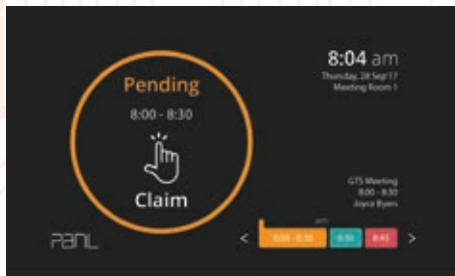 Pending
8:00 - 8:30
Claim
PanL
8:04 am
Thursday, 28 Sep'17
Meeting Room 1
GTS Meeting
8:00 - 8:30
Joyce Byers
am
< 8:00 - 8:30 8:30 8:45 >